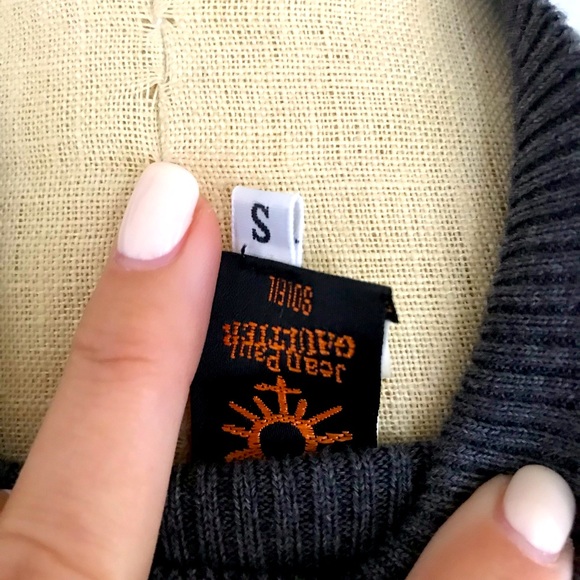 S
Jean Paul
GAULTIER
SOLEIL